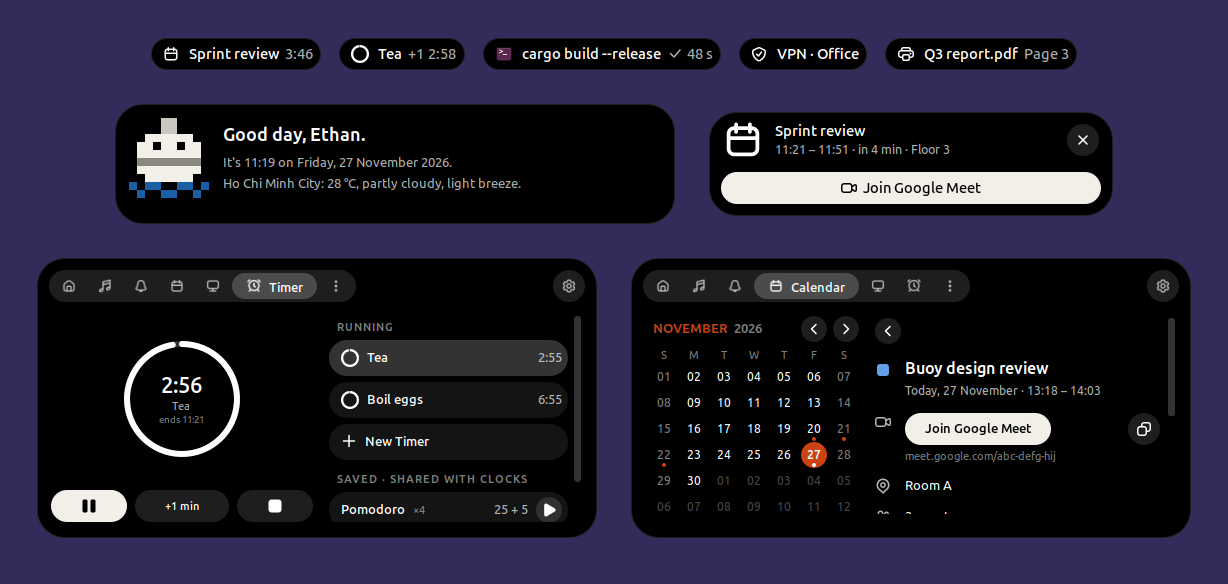 Sprint review 3:46
Tea +1 2:58
cargo build --release ✓ 48 s
VPN · Office
Q3 report.pdf Page 3
Good day, Ethan.
It's 11:19 on Friday, 27 November 2026.
Ho Chi Minh City: 28 °C, partly cloudy, light breeze.
Sprint review
11:21 – 11:51 · in 4 min · Floor 3
Join Google Meet
Timer
2:56
Tea
ends 11:21
+1 min
RUNNING
Tea 2:55
Boil eggs 6:55
New Timer
SAVED · SHARED WITH CLOCKS
Pomodoro ×4 25 + 5
Calendar
NOVEMBER 2026
S M T W T F S
01 02 03 04 05 06 07
08 09 10 11 12 13 14
15 16 17 18 19 20 21
22 23 24 25 26 27 28
29 30 01 02 03 04 05
06 07 08 09 10 11 12
Buoy design review
Today, 27 November · 13:18 – 14:03
Join Google Meet
meet.google.com/abc-defg-hij
Room A